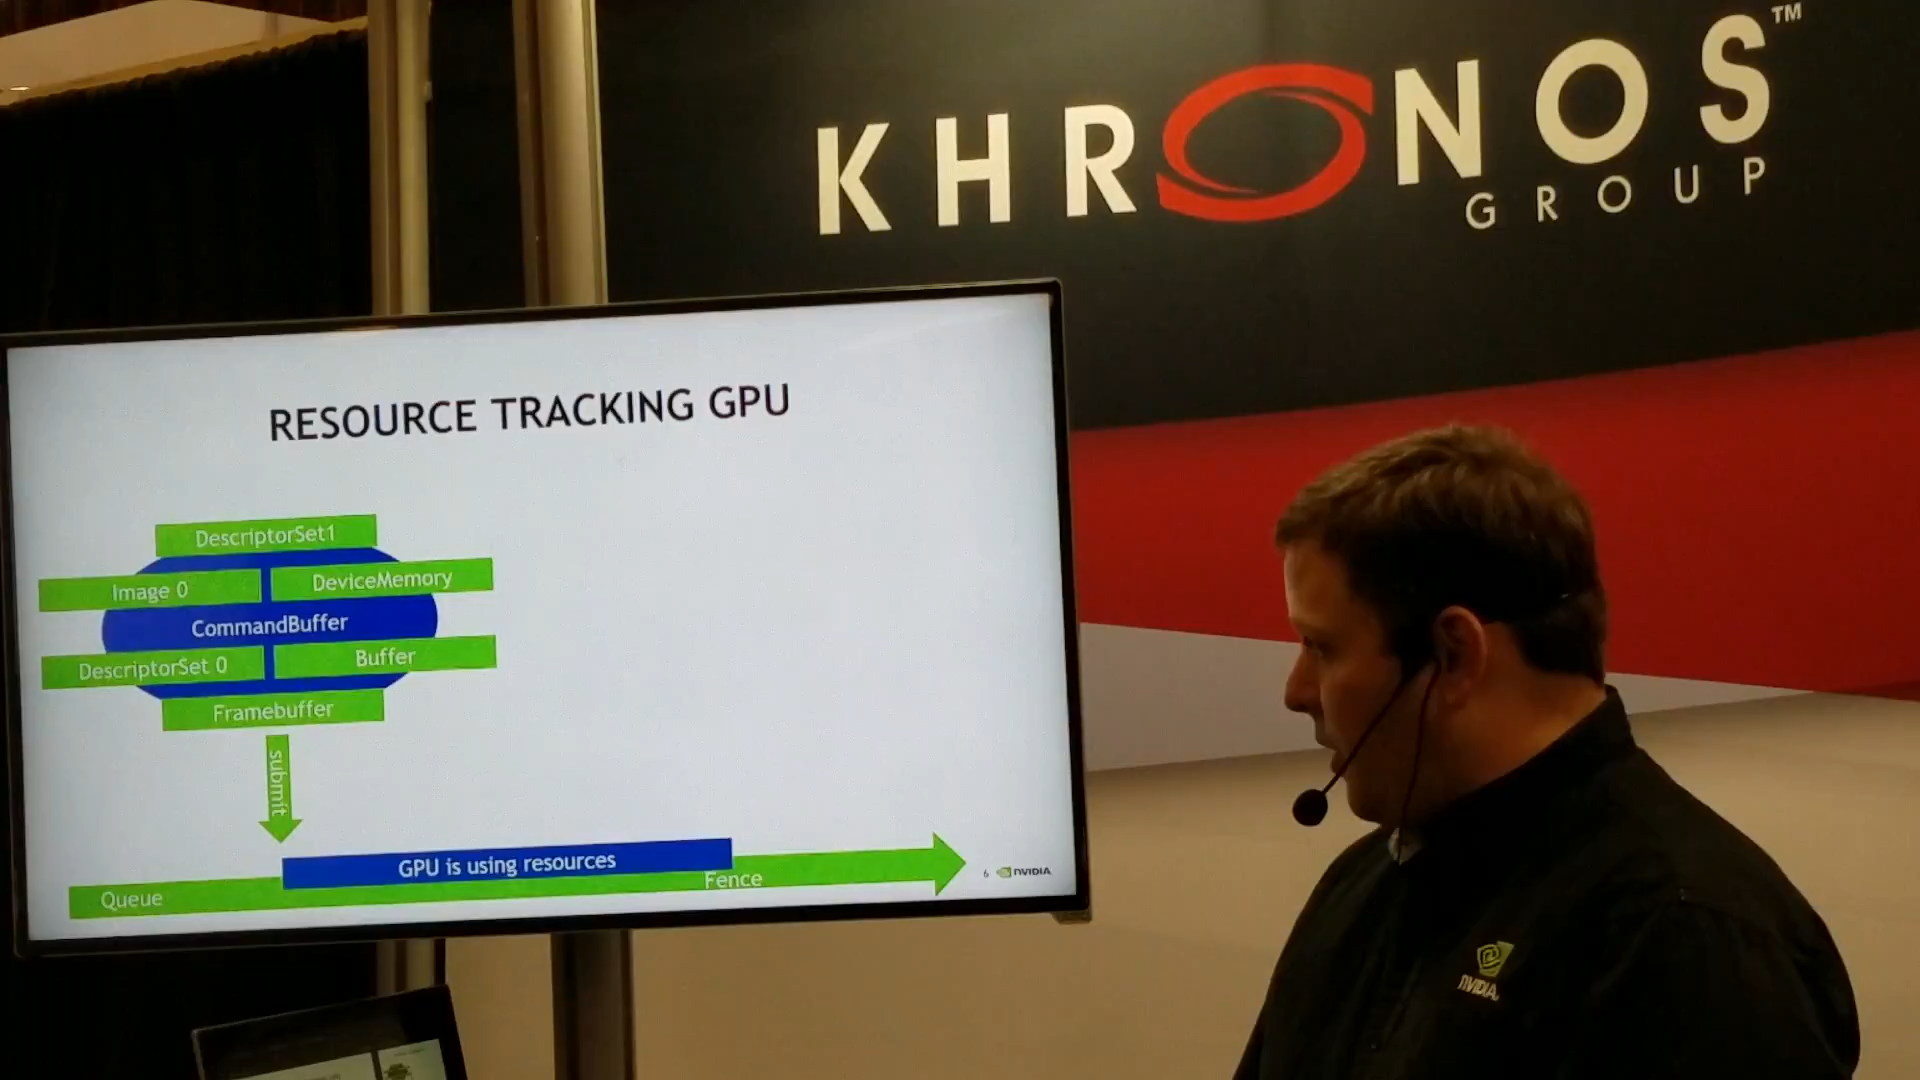 KHRONOS™
GROUP
RESOURCE TRACKING GPU
DescriptorSet1
Image 0
DeviceMemory
CommandBuffer
DescriptorSet 0
Buffer
Framebuffer
submit
GPU is using resources
Fence
Queue
6
NVIDIA
NVIDIA.